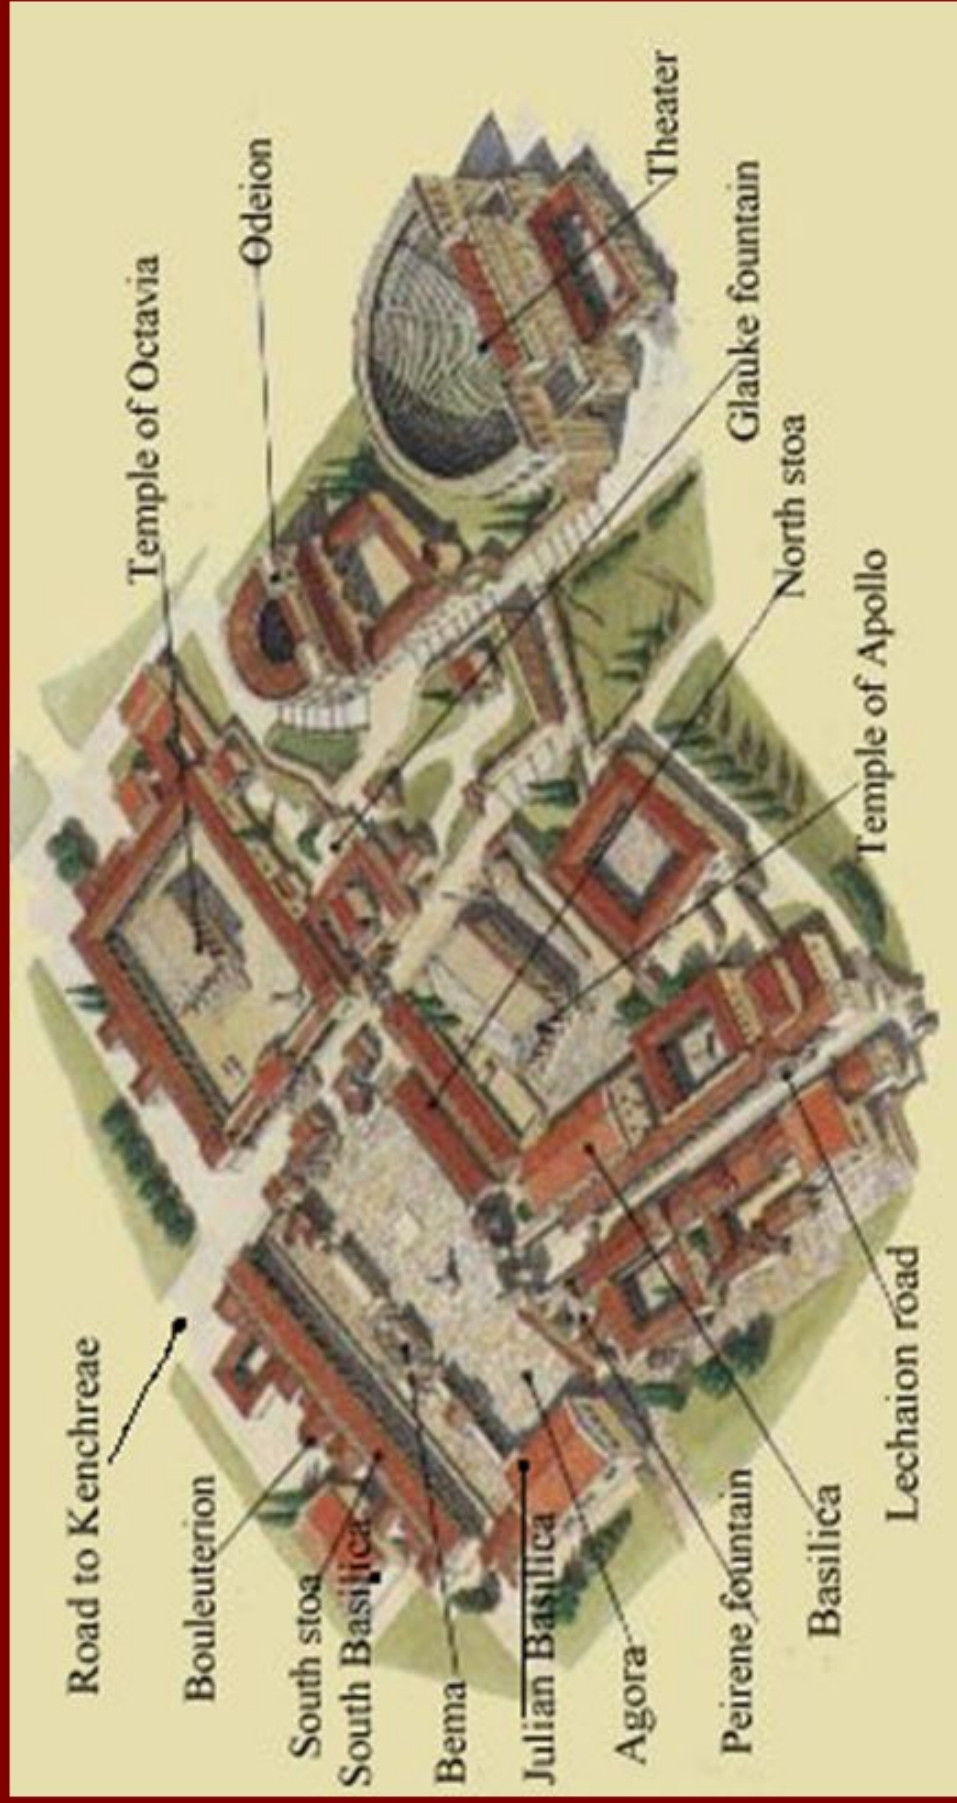 Road to Kenchreae
Bouleuterion
South stoa
South Basilica
Bema
Julian Basilica
Agora
Peirene fountain
Basilica
Lechaion road
Temple of Octavia
Odeion
Theater
Glauke fountain
North stoa
Temple of Apollo